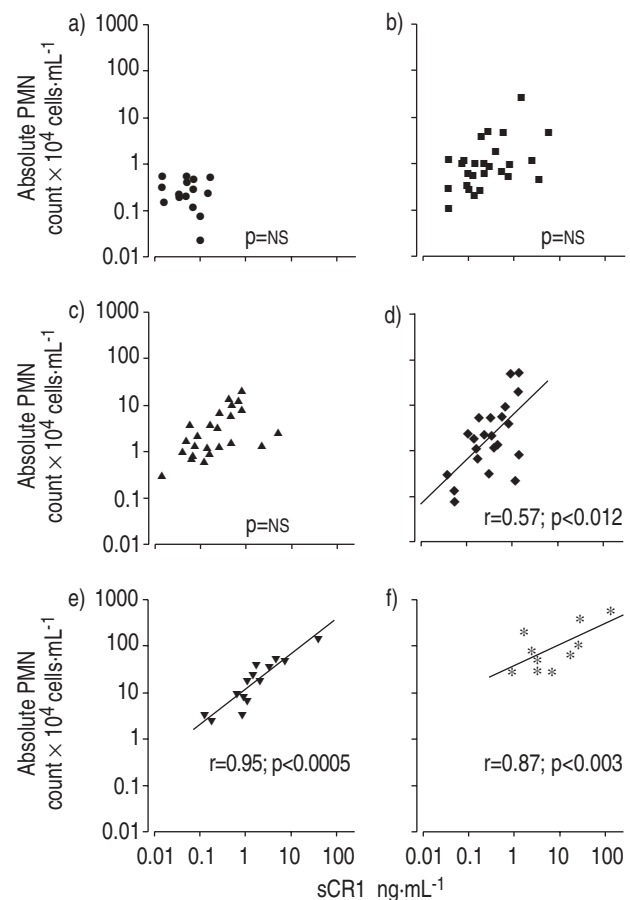 a)
1000
100
10
1
0.1
0.01
Absolute PMN
count × 10⁴ cells·mL⁻¹
p=NS
b)
p=NS
c)
1000
100
10
1
0.1
0.01
Absolute PMN
count × 10⁴ cells·mL⁻¹
p=NS
d)
r=0.57; p<0.012
e)
1000
100
10
1
0.1
0.01
Absolute PMN
count × 10⁴ cells·mL⁻¹
r=0.95; p<0.0005
0.01 0.1 1 10 100
f)
r=0.87; p<0.003
0.01 0.1 1 10 100
sCR1 ng·mL⁻¹